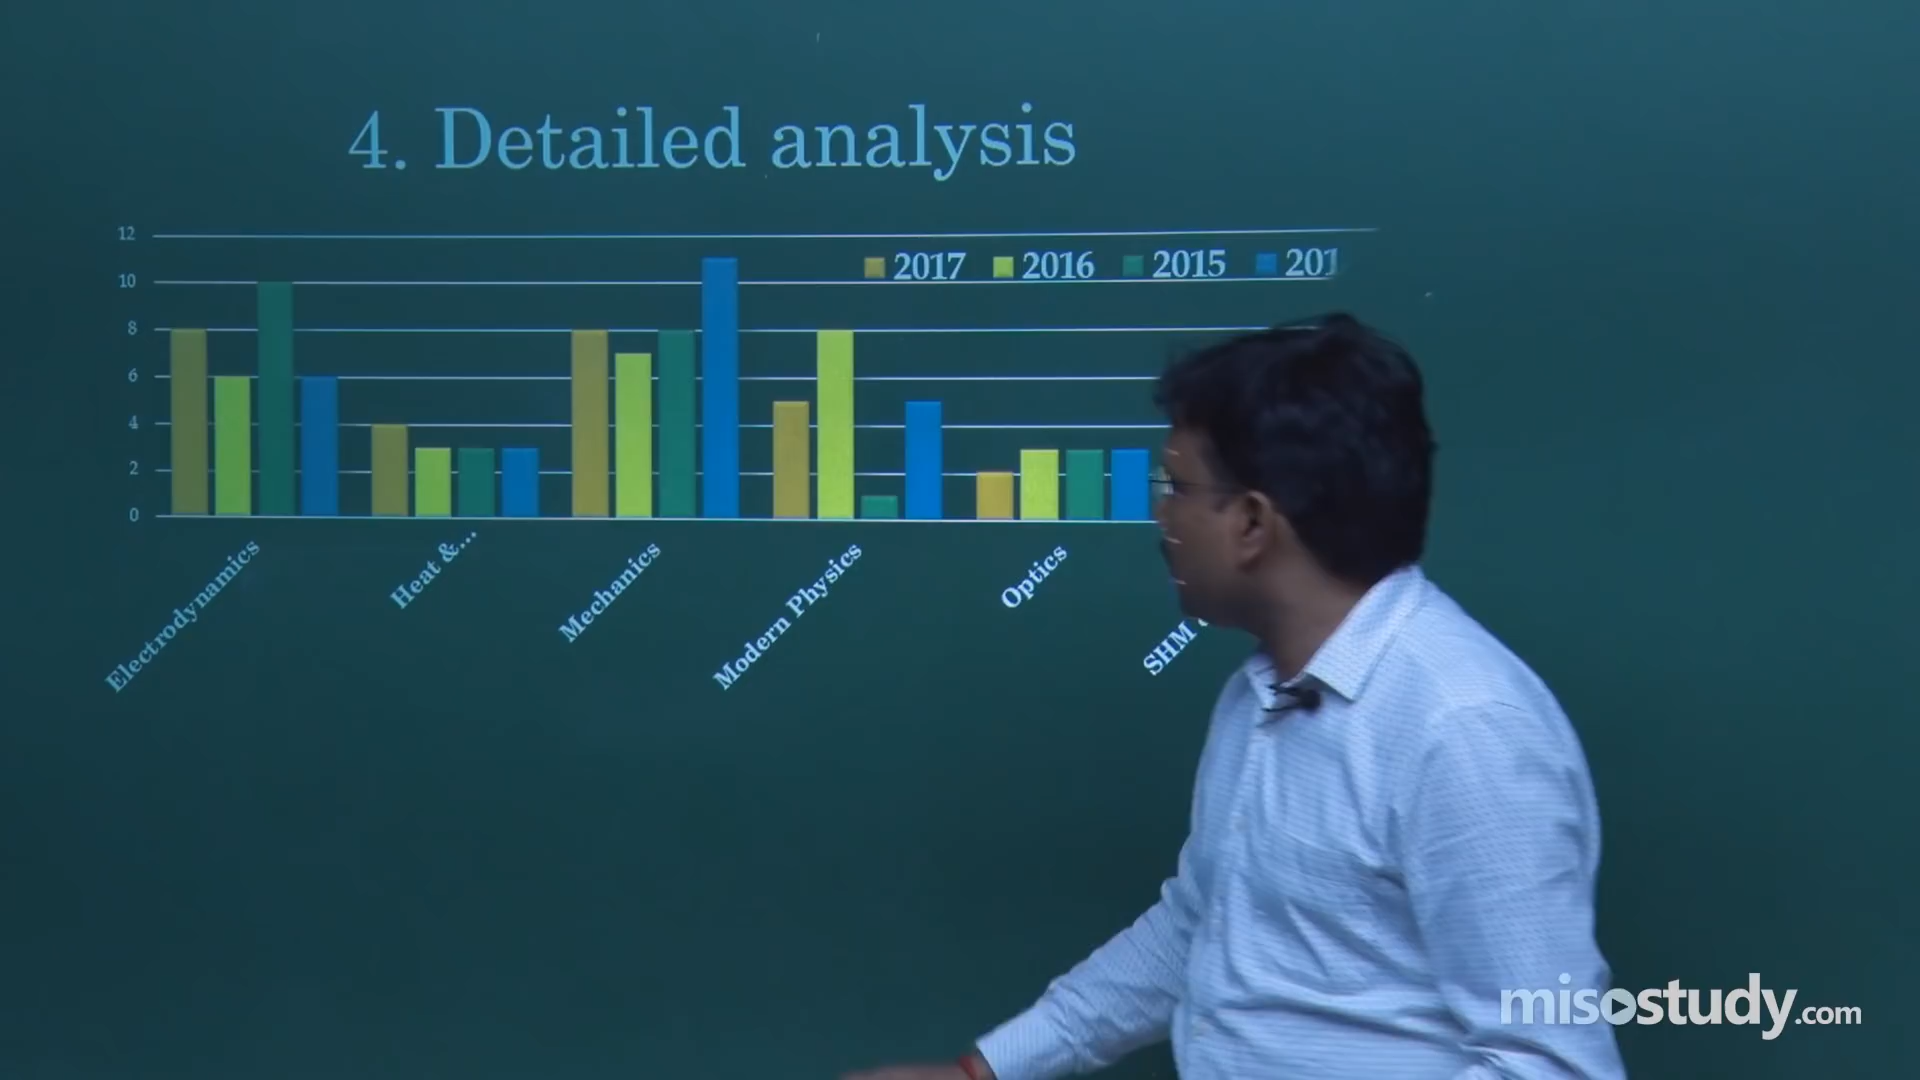 4. Detailed analysis
12
2017 2016 2015 201
10
8
6
4
2
0
Electrodynamics
Heat &...
Mechanics
Modern Physics
Optics
SHM
misostudy.com